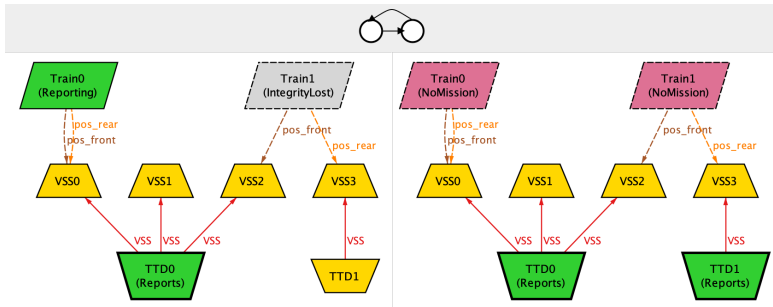 Train0
(Reporting)
Train1
(IntegrityLost)
pos_rear
pos_front
pos_front
pos_rear
VSS0
VSS1
VSS2
VSS3
VSS
VSS
VSS
VSS
TTD0
(Reports)
TTD1
Train0
(NoMission)
Train1
(NoMission)
pos_rear
pos_front
pos_front
pos_rear
VSS0
VSS1
VSS2
VSS3
VSS
VSS
VSS
VSS
TTD0
(Reports)
TTD1
(Reports)